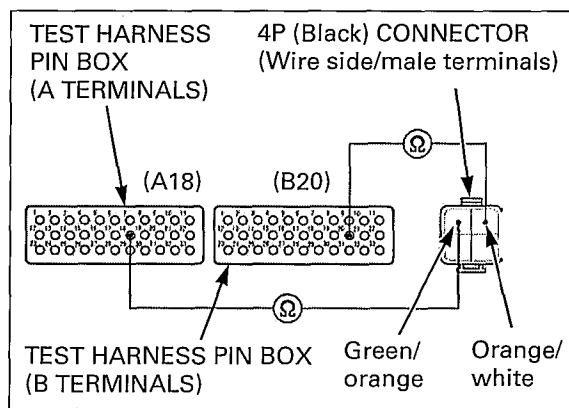 TEST HARNESS
PIN BOX
(A TERMINALS)
4P (Black) CONNECTOR
(Wire side/male terminals)
Ω
(A18)
(B20)
Ω
TEST HARNESS PIN BOX
(B TERMINALS)
Green/
orange
Orange/
white